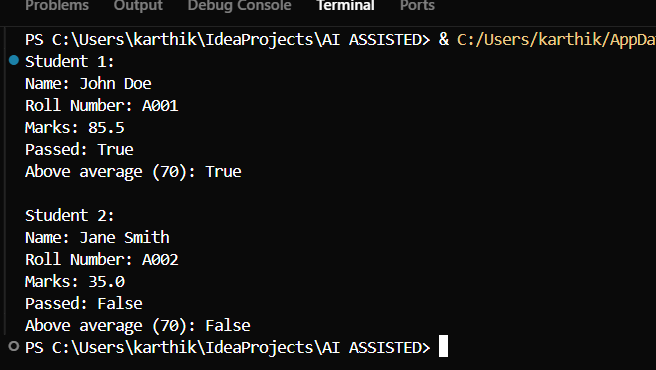 Problems Output Debug Console Terminal Ports
PS C:\Users\karthik\IdeaProjects\AI ASSISTED> & C:/Users/karthik/AppDa
Student 1:
Name: John Doe
Roll Number: A001
Marks: 85.5
Passed: True
Above average (70): True
Student 2:
Name: Jane Smith
Roll Number: A002
Marks: 35.0
Passed: False
Above average (70): False
PS C:\Users\karthik\IdeaProjects\AI ASSISTED>